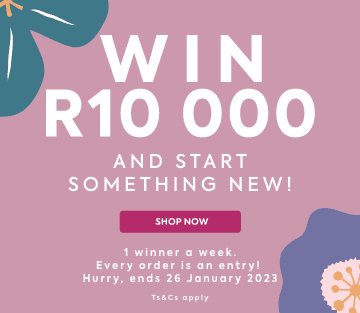 WIN
R10 000
AND START
SOMETHING NEW!
SHOP NOW
1 winner a week.
Every order is an entry!
Hurry, ends 26 January 2023
Ts&Cs apply